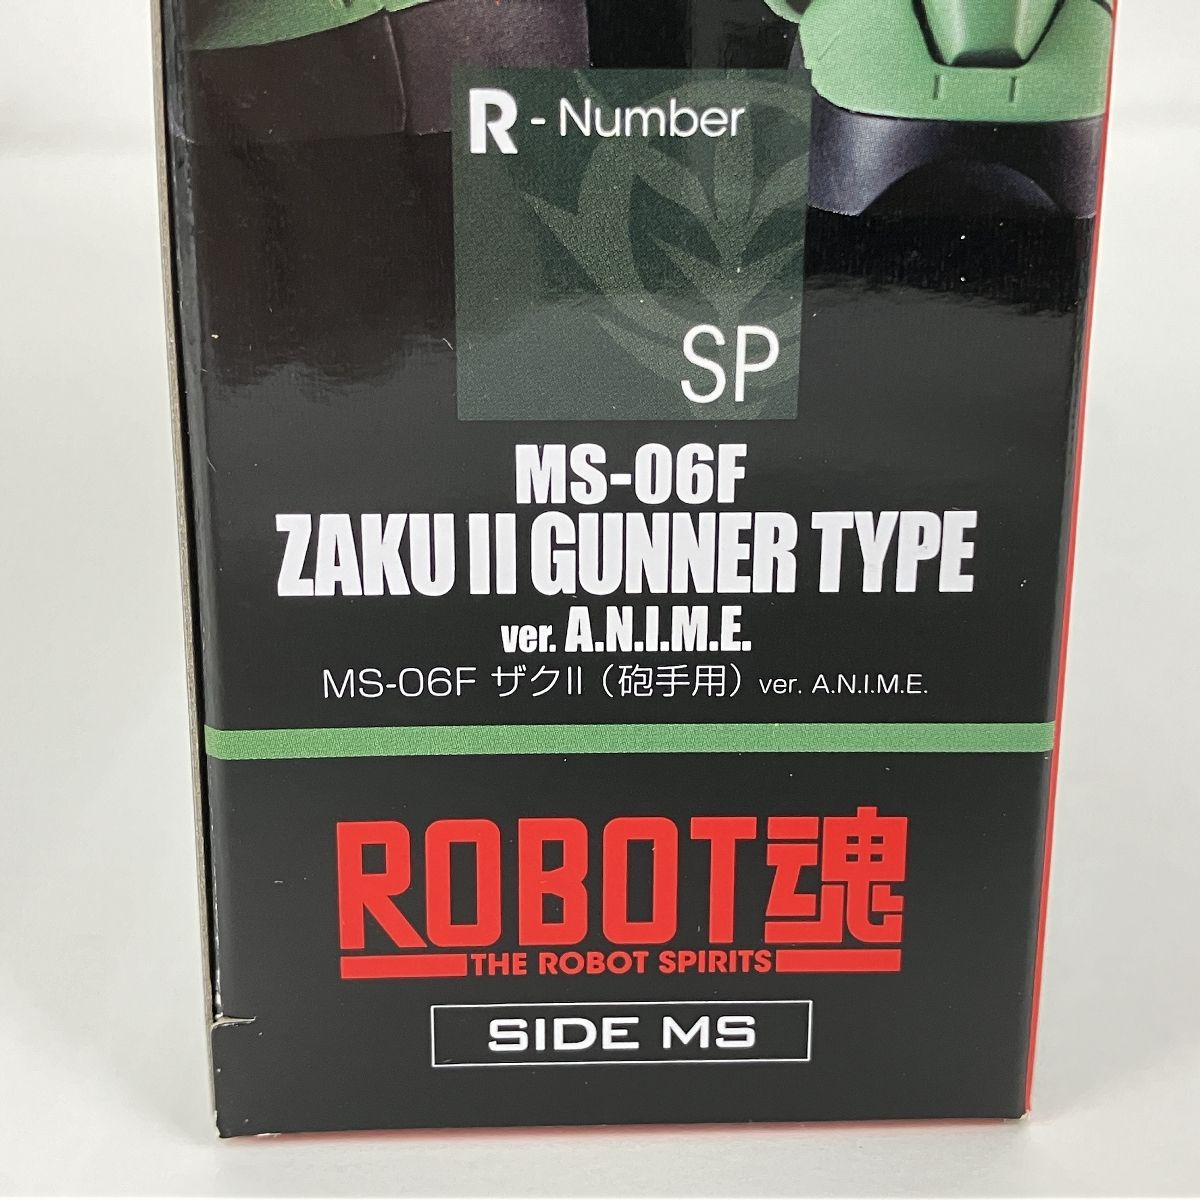 R - Number
SP
MS-06F
ZAKU II GUNNER TYPE
ver. A.N.I.M.E.
MS-06F ザクII（砲手用）ver. A.N.I.M.E.
ROBOT魂
THE ROBOT SPIRITS
SIDE MS